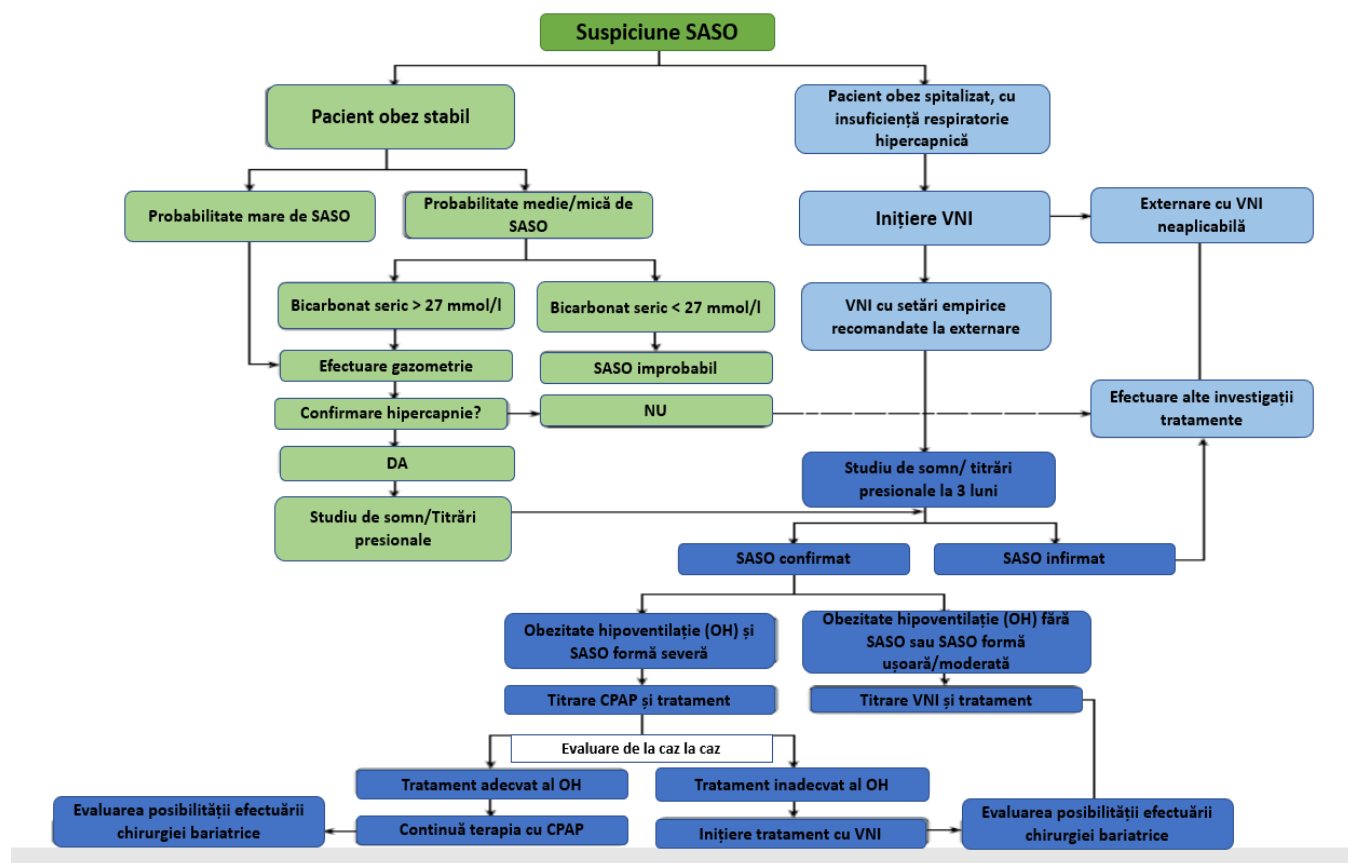 Suspiciune SASO
Pacient obez stabil
Pacient obez spitalizat, cu
insuficiență respiratorie
hipercapnică
Probabilitate mare de SASO
Probabilitate medie/mică de
SASO
Inițiere VNI
Externare cu VNI
neaplicabilă
Bicarbonat seric > 27 mmol/l
Bicarbonat seric < 27 mmol/l
VNI cu setări empirice
recomandate la externare
Efectuare gazometrie
SASO improbabil
Confirmare hipercapnie?
NU
Efectuare alte investigații
tratamente
DA
Studiu de somn/ titrări
presionale la 3 luni
Studiu de somn/Titrări
presionale
SASO confirmat
SASO infirmat
Obezitate hipoventilație (OH) și
SASO formă severă
Obezitate hipoventilație (OH) fără
SASO sau SASO formă
ușoară/moderată
Titrare CPAP și tratament
Titrare VNI și tratament
Evaluare de la caz la caz
Tratament adecvat al OH
Tratament inadecvat al OH
Evaluarea posibilității efectuării
chirurgiei bariatrice
Continuă terapia cu CPAP
Inițiere tratament cu VNI
Evaluarea posibilității efectuării
chirurgiei bariatrice